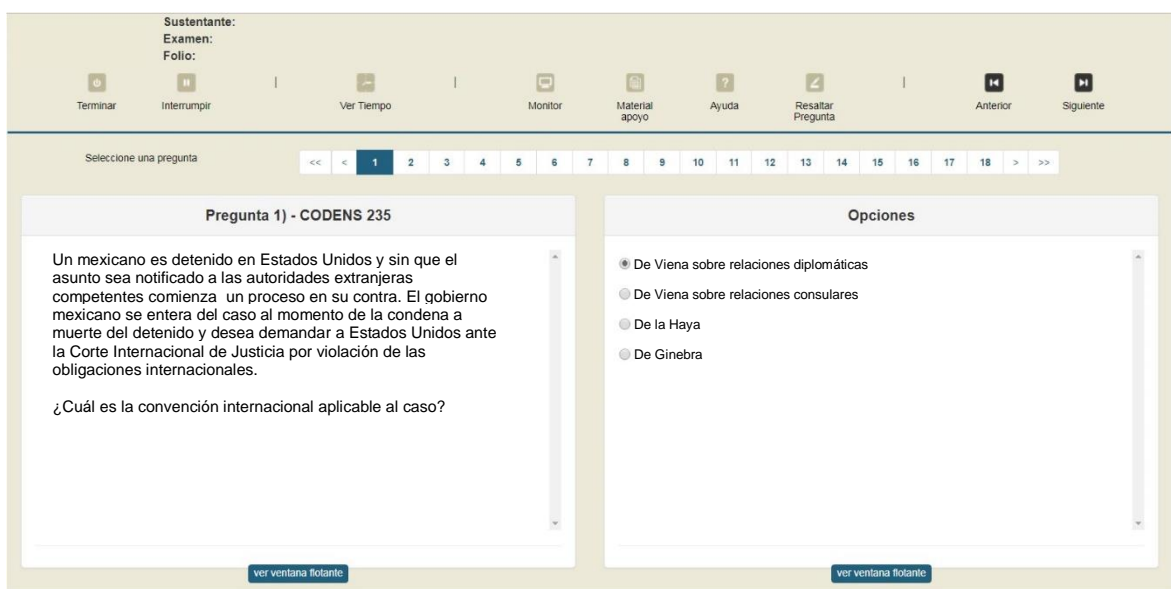 Sustentante:
Examen:
Folio:
Terminar
Interrumpir
|
Ver Tiempo
|
Monitor
Material
apoyo
Ayuda
Resaltar
Pregunta
|
Anterior
Siguiente
Seleccione una pregunta
<< < 1 2 3 4 5 6 7 8 9 10 11 12 13 14 15 16 17 18 > >>
Pregunta 1) - CODENS 235
Un mexicano es detenido en Estados Unidos y sin que el
asunto sea notificado a las autoridades extranjeras
competentes comienza un proceso en su contra. El gobierno
mexicano se entera del caso al momento de la condena a
muerte del detenido y desea demandar a Estados Unidos ante
la Corte Internacional de Justicia por violación de las
obligaciones internacionales.
¿Cuál es la convención internacional aplicable al caso?
ver ventana flotante
Opciones
De Viena sobre relaciones diplomáticas
De Viena sobre relaciones consulares
De la Haya
De Ginebra
ver ventana flotante